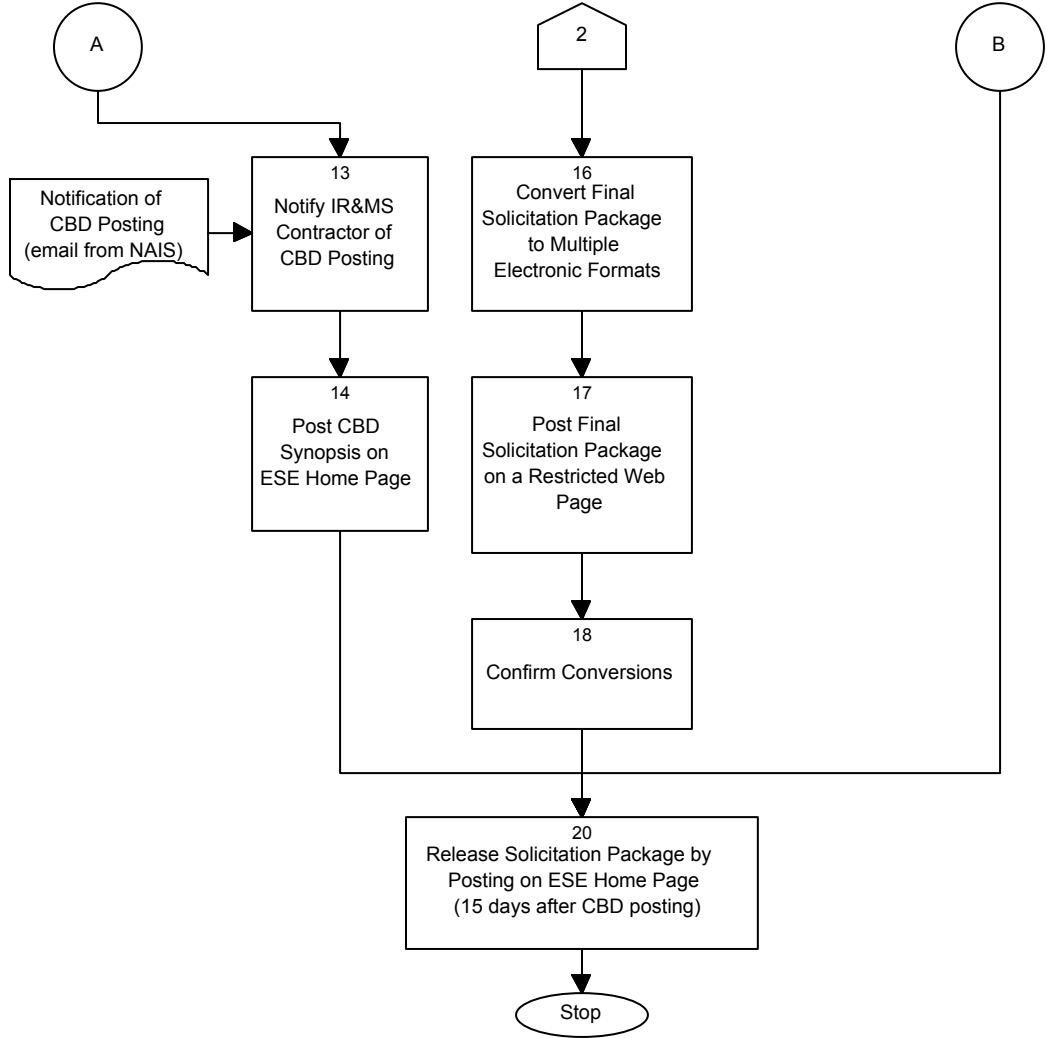 A
2
B
13
Notify IR&MS
Contractor of
CBD Posting
Notification of
CBD Posting
(email from NAIS)
16
Convert Final
Solicitation Package
to Multiple
Electronic Formats
14
Post CBD
Synopsis on
ESE Home Page
17
Post Final
Solicitation Package
on a Restricted Web
Page
18
Confirm Conversions
20
Release Solicitation Package by
Posting on ESE Home Page
(15 days after CBD posting)
Stop